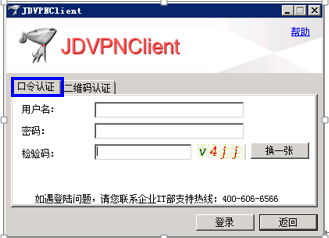 JDVPNClient
帮助
JDVPNClient
口令认证 二维码认证
用户名:
密码:
检验码: v4jj 换一张
如遇登陆问题，请您联系企业IT部支持热线: 400-606-6566
登录 返回